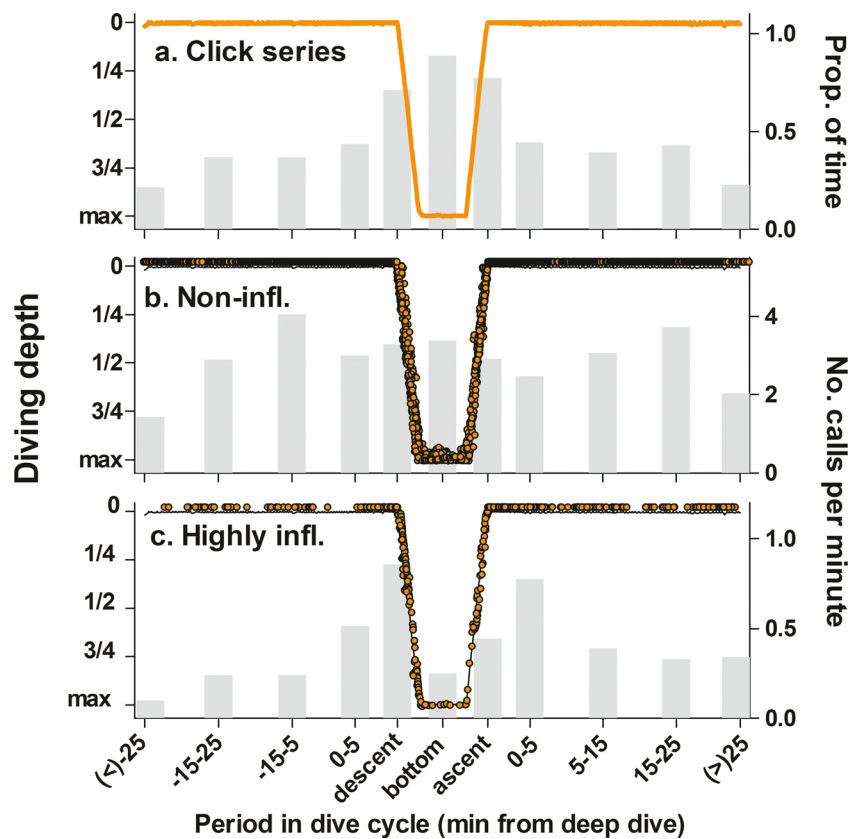 0
1/4
1/2
3/4
max
a. Click series
1.0
0.5
0.0
Prop. of time
0
1/4
1/2
3/4
max
b. Non-infl.
4
2
0
Diving depth
No. calls per minute
0
1/4
1/2
3/4
max
c. Highly infl.
1.0
0.5
0.0
(<)-25
-15-25
-15-5
0-5
descent
bottom
ascent
0-5
5-15
15-25
(>)25
Period in dive cycle (min from deep dive)